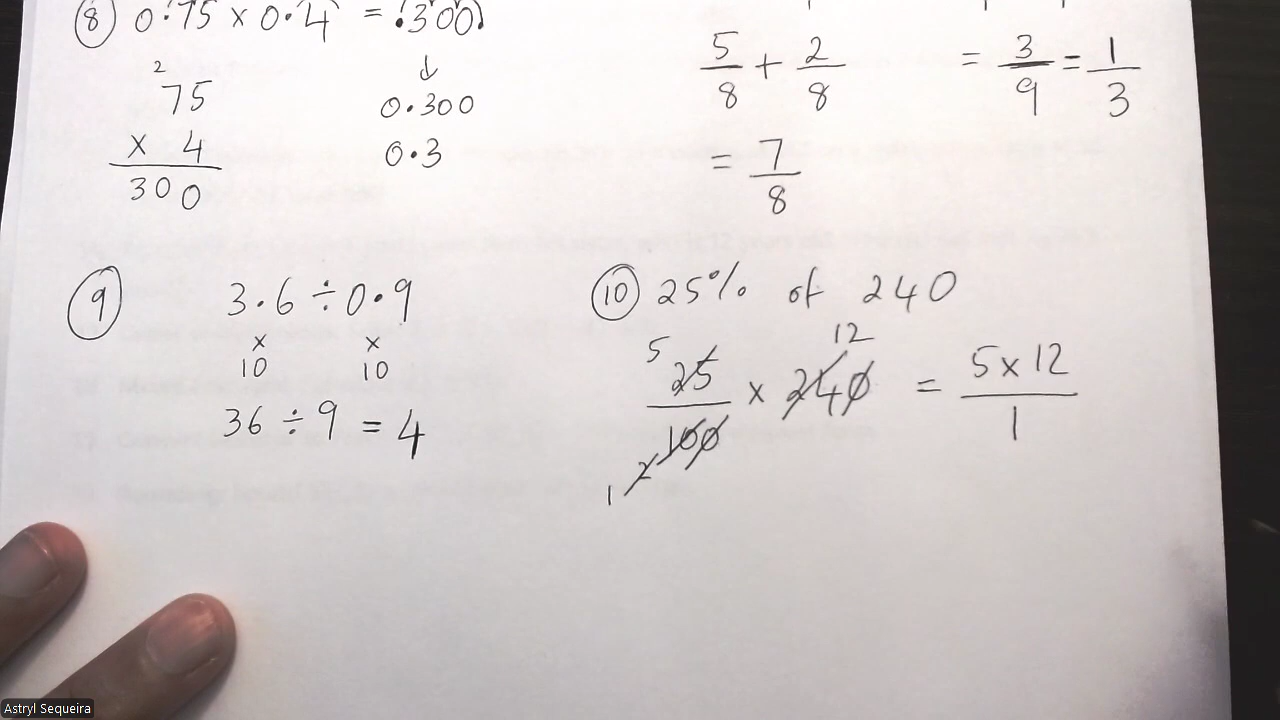 ⑧ 0.75 x 0.4 = .300.
2
75
x 4
300
↓
0.300
0.3
5/8 + 2/8
= 7/8
= 3/9 = 1/3
⑨ 3.6 ÷ 0.9
x x
10 10
36 ÷ 9 = 4
⑩ 25% of 240
5 12
25/100 x 240 = 5 x 12/1
2
1
Astryl Sequeira